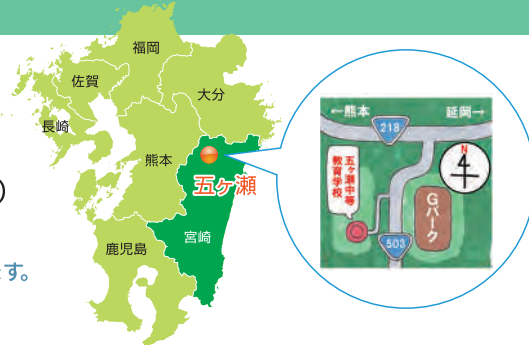 福岡
佐賀
大分
長崎
熊本
五ヶ瀬
宮崎
鹿児島
)
す。
←熊本
延岡→
218
N
五ヶ瀬中等
教育学校
Gパーク
503